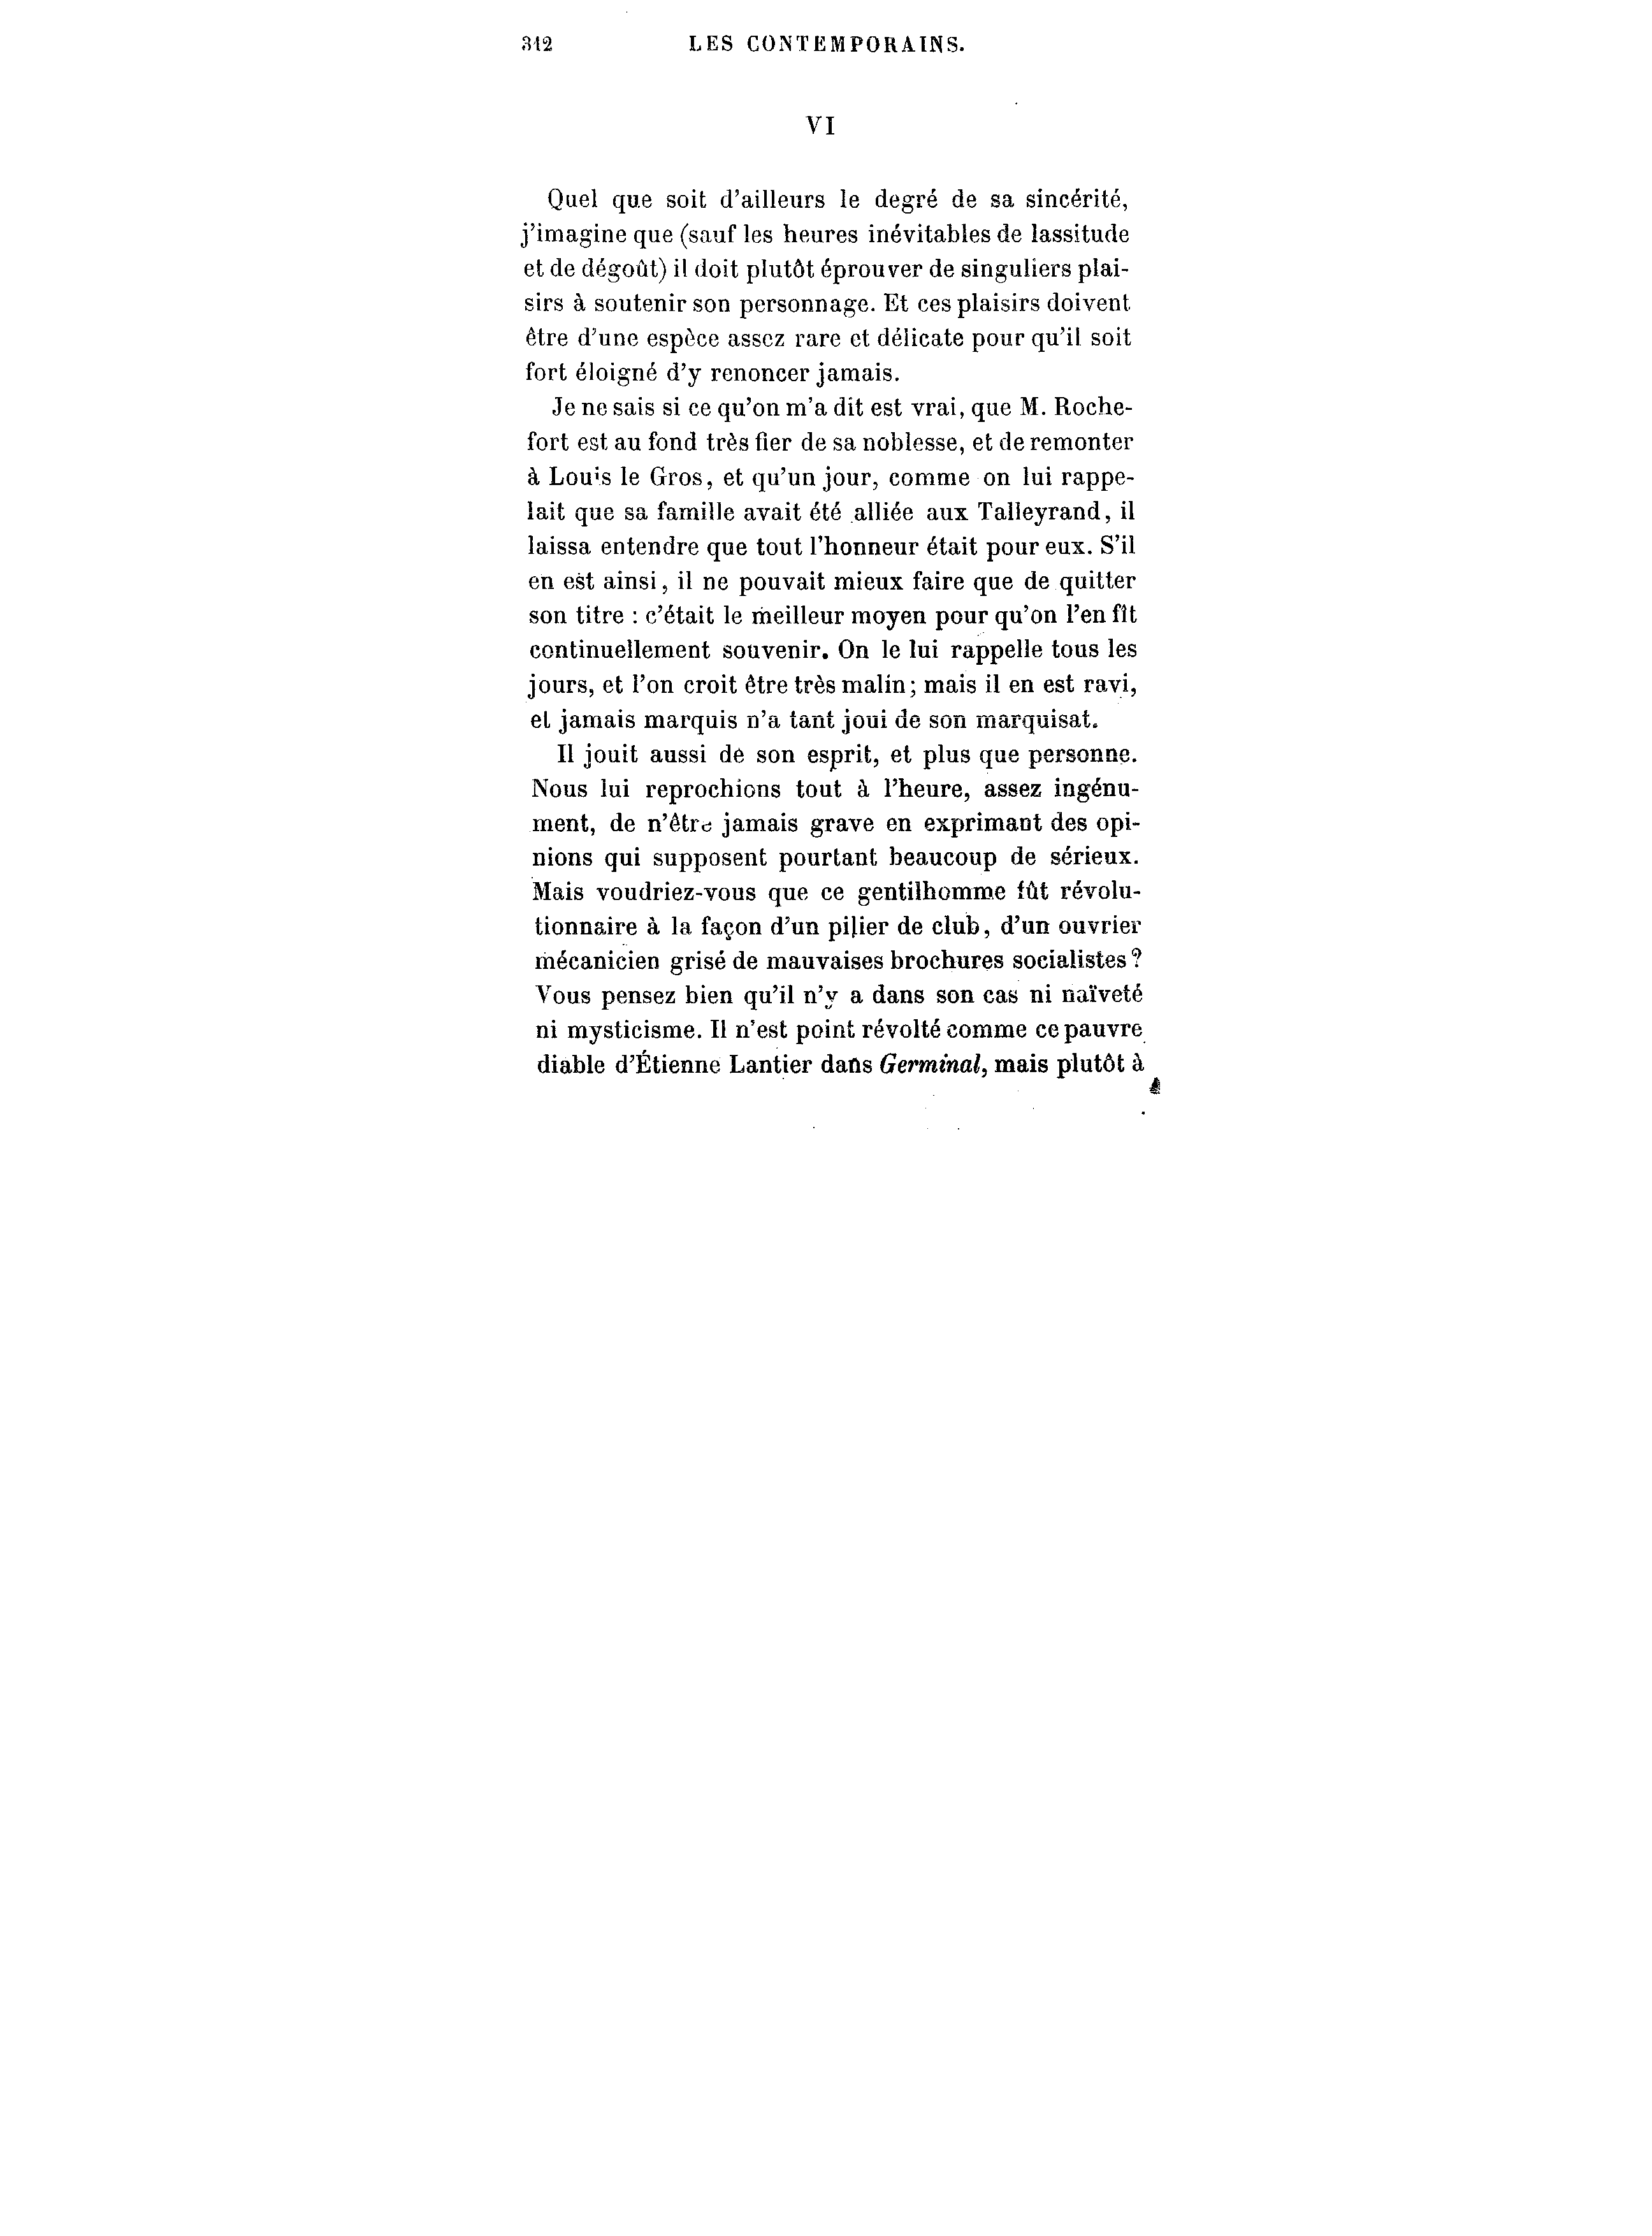 312 LES CONTEMPORAINS.
VI
Quel que soit d'ailleurs le degré de sa sincérité,
j'imagine que (sauf les heures inévitables de lassitude
et de dégoût) il doit plutôt éprouver de singuliers plai-
sirs à soutenir son personnage. Et ces plaisirs doivent
être d'une espèce assez rare et délicate pour qu'il soit
fort éloigné d'y renoncer jamais.
Je ne sais si ce qu'on m'a dit est vrai, que M. Roche-
fort est au fond très fier de sa noblesse, et de remonter
à Louis le Gros, et qu'un jour, comme on lui rappe-
lait que sa famille avait été alliée aux Talleyrand, il
laissa entendre que tout l'honneur était pour eux. S'il
en est ainsi, il ne pouvait mieux faire que de quitter
son titre : c'était le meilleur moyen pour qu'on l'en fît
continuellement souvenir. On le lui rappelle tous les
jours, et l'on croit être très malin; mais il en est ravi,
et jamais marquis n'a tant joui de son marquisat.
Il jouit aussi de son esprit, et plus que personne.
Nous lui reprochions tout à l'heure, assez ingénu-
ment, de n'être jamais grave en exprimant des opi-
nions qui supposent pourtant beaucoup de sérieux.
Mais voudriez-vous que ce gentilhomme fût révolu-
tionnaire à la façon d'un pilier de club, d'un ouvrier
mécanicien grisé de mauvaises brochures socialistes?
Vous pensez bien qu'il n'y a dans son cas ni naïveté
ni mysticisme. Il n'est point révolté comme ce pauvre
diable d'Étienne Lantier dans Germinal, mais plutôt à